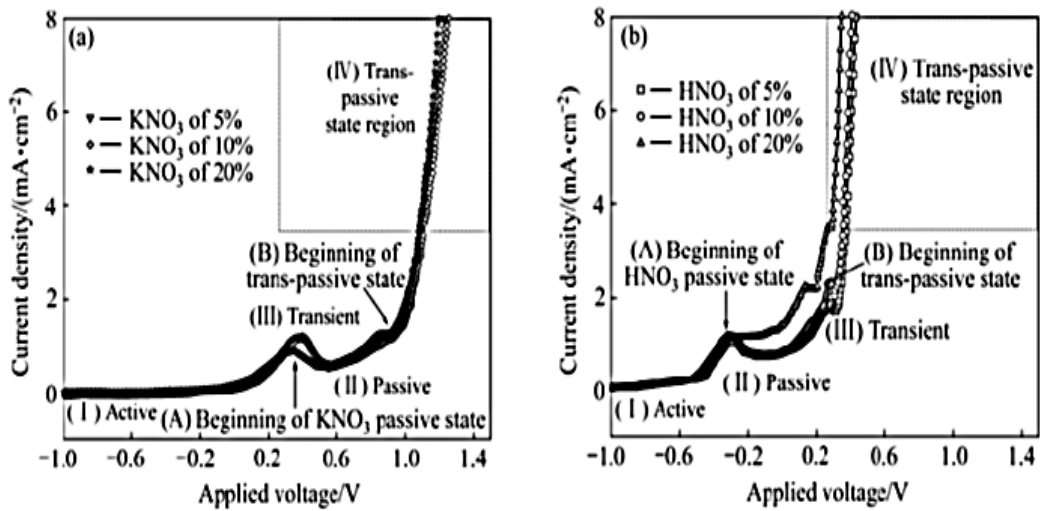 (a)
8
6
4
2
0
Current density/(mA•cm⁻²)
(IV) Trans-
passive
state region
KNO₃ of 5%
KNO₃ of 10%
KNO₃ of 20%
(B) Beginning of
trans-passive state
(III) Transient
(II) Passive
(I) Active
(A) Beginning of KNO₃ passive state
−1.0 −0.6 −0.2 0.2 0.6 1.0 1.4
Applied voltage/V
(b)
8
6
4
2
0
Current density/(mA•cm⁻²)
(IV) Trans-passive
state region
HNO₃ of 5%
HNO₃ of 10%
HNO₃ of 20%
(A) Beginning of
HNO₃ passive state
(B) Beginning of
trans-passive state
(III) Transient
(II) Passive
(I) Active
−1.0 −0.6 −0.2 0.2 0.6 1.0 1.4
Applied voltage/V